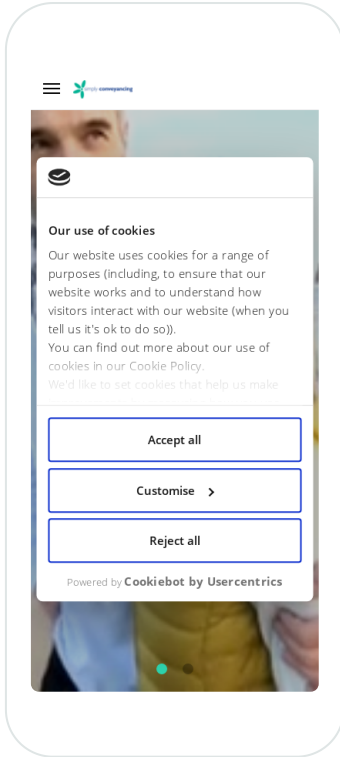 simply conveyancing
Our use of cookies
Our website uses cookies for a range of
purposes (including, to ensure that our
website works and to understand how
visitors interact with our website (when you
tell us it's ok to do so)).
You can find out more about our use of
cookies in our Cookie Policy.
We'd like to set cookies that help us make
Accept all
Customise
Reject all
Powered by Cookiebot by Usercentrics